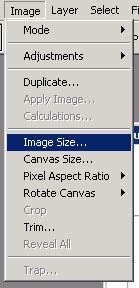 Image Layer Select
Mode
Adjustments
Duplicate...
Apply Image...
Calculations...
Image Size...
Canvas Size...
Pixel Aspect Ratio
Rotate Canvas
Crop
Trim...
Reveal All
Trap...